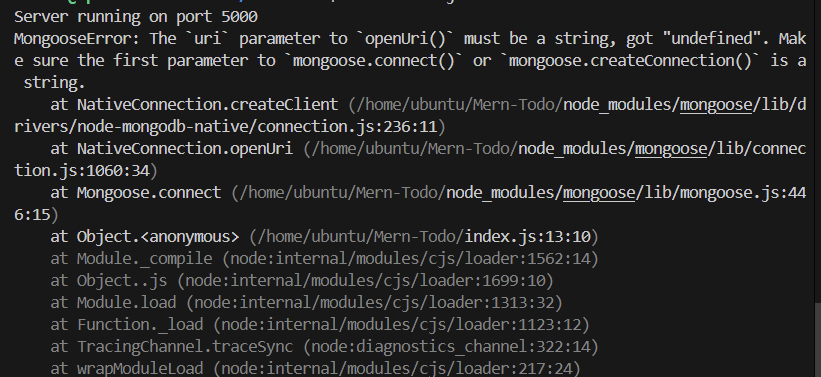 Server running on port 5000
MongooseError: The `uri` parameter to `openUri()` must be a string, got "undefined". Mak
e sure the first parameter to `mongoose.connect()` or `mongoose.createConnection()` is a
 string.
    at NativeConnection.createClient (/home/ubuntu/Mern-Todo/node_modules/mongoose/lib/d
rivers/node-mongodb-native/connection.js:236:11)
    at NativeConnection.openUri (/home/ubuntu/Mern-Todo/node_modules/mongoose/lib/connec
tion.js:1060:34)
    at Mongoose.connect (/home/ubuntu/Mern-Todo/node_modules/mongoose/lib/mongoose.js:44
6:15)
    at Object.<anonymous> (/home/ubuntu/Mern-Todo/index.js:13:10)
    at Module._compile (node:internal/modules/cjs/loader:1562:14)
    at Object..js (node:internal/modules/cjs/loader:1699:10)
    at Module.load (node:internal/modules/cjs/loader:1313:32)
    at Function._load (node:internal/modules/cjs/loader:1123:12)
    at TracingChannel.traceSync (node:diagnostics_channel:322:14)
    at wrapModuleLoad (node:internal/modules/cjs/loader:217:24)